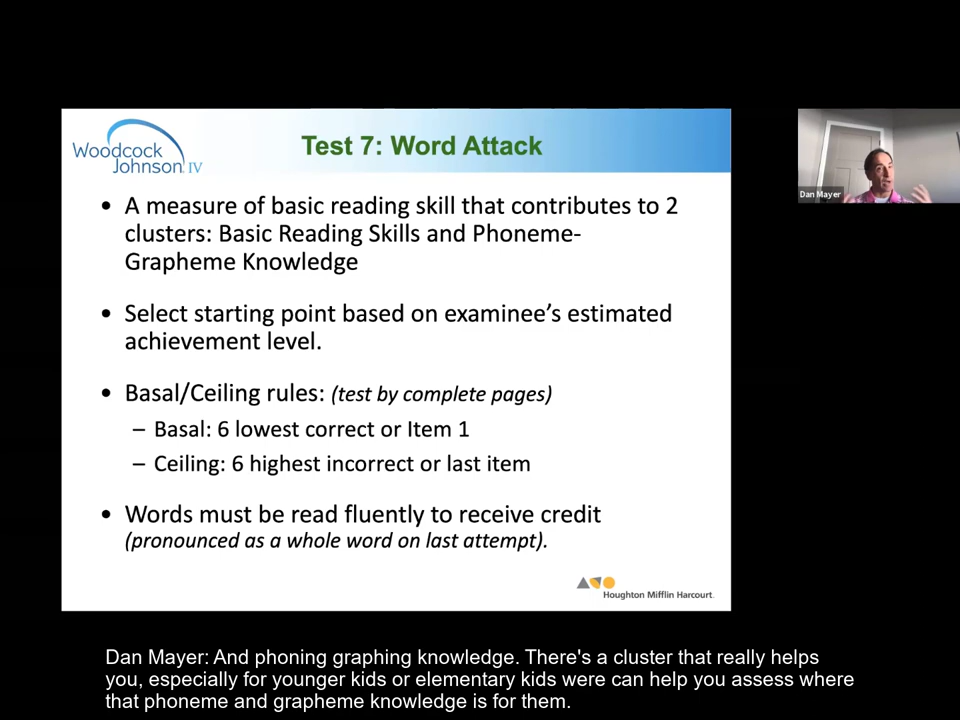 Woodcock
Johnson IV
Test 7: Word Attack
• A measure of basic reading skill that contributes to 2
clusters: Basic Reading Skills and Phoneme-
Grapheme Knowledge
• Select starting point based on examinee's estimated
achievement level.
• Basal/Ceiling rules: (test by complete pages)
– Basal: 6 lowest correct or Item 1
– Ceiling: 6 highest incorrect or last item
• Words must be read fluently to receive credit
(pronounced as a whole word on last attempt).
Houghton Mifflin Harcourt.
Dan Mayer
Dan Mayer: And phoning graphing knowledge. There's a cluster that really helps
you, especially for younger kids or elementary kids were can help you assess where
that phoneme and grapheme knowledge is for them.